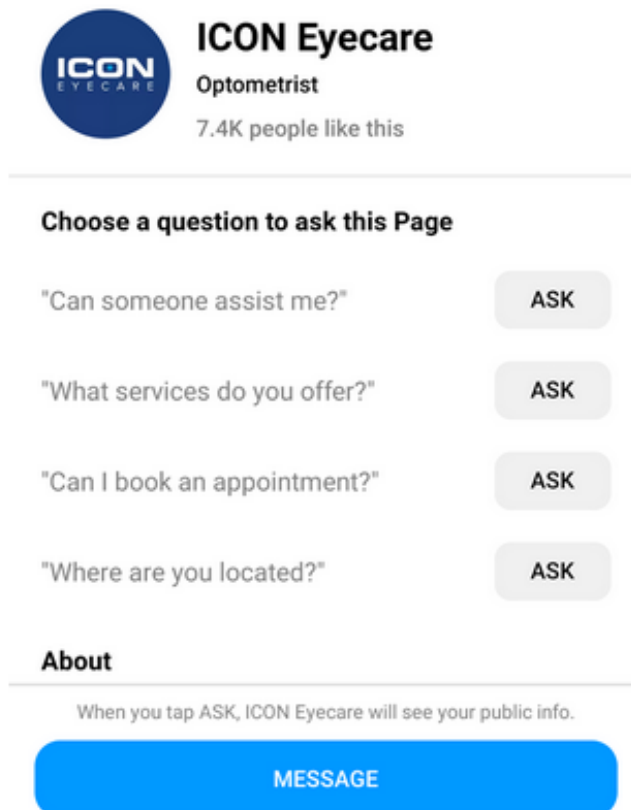 ICON
EYECARE
ICON Eyecare
Optometrist
7.4K people like this
Choose a question to ask this Page
"Can someone assist me?"
ASK
"What services do you offer?"
ASK
"Can I book an appointment?"
ASK
"Where are you located?"
ASK
About
When you tap ASK, ICON Eyecare will see your public info.
MESSAGE